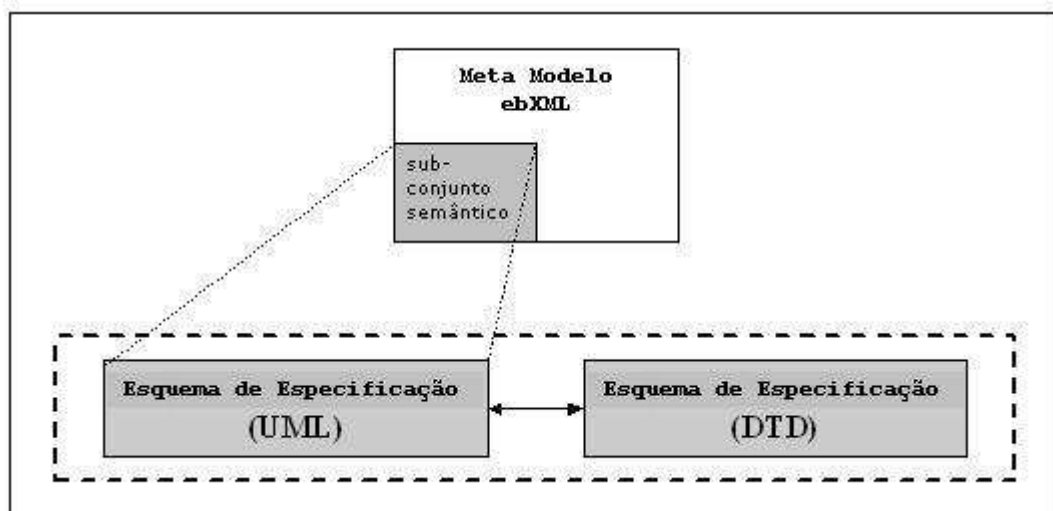 Meta Modelo
ebXML
sub-
conjunto
semântico
Esquema de Especificação
(UML)
Esquema de Especificação
(DTD)